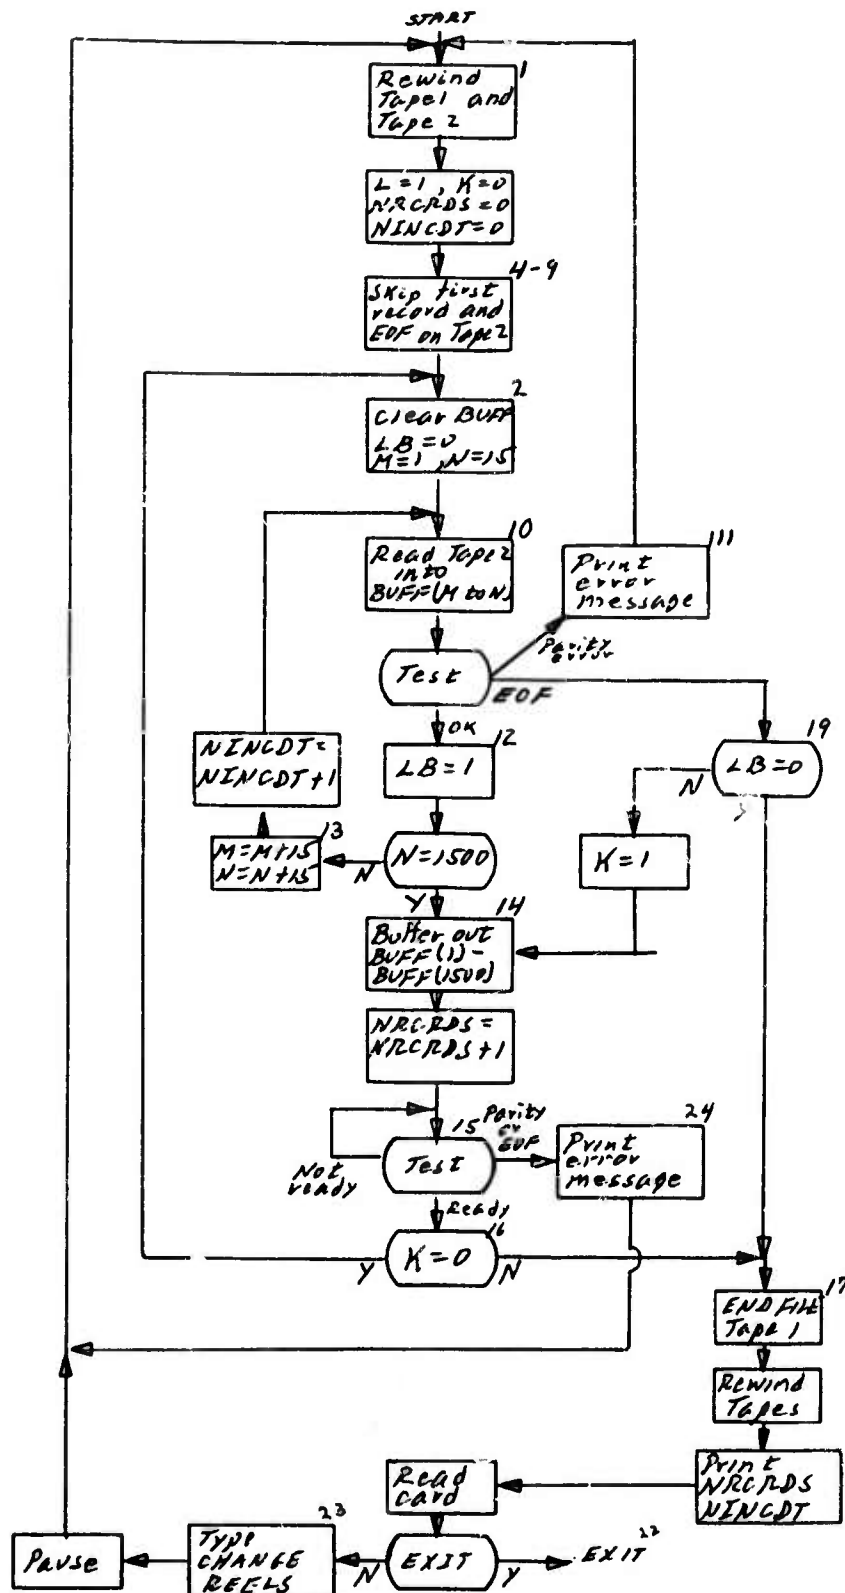 START
1
Rewind
Tape1 and
Tape 2
L=1, K=0
NRCRDS=0
NINCDT=0
4-9
Skip first
record and
EOF on Tape2
2
Clear BUFF
LB=0
M=1, N=15
10
Read Tape2
into
BUFF(M to N)
111
Print
error
message
Test
Parity
error
EOF
OK
12
LB=1
19
LB=0
N
NINCDT=
NINCDT+1
13
M=M+15
N=N+15
N
N=1500
Y
K=1
14
Buffer out
BUFF(1)-
BUFF(1500)
NRCRDS=
NRCRDS+1
15
Test
Not
ready
Parity
or
EOF
24
Print
error
message
Ready
16
K=0
Y
N
17
END FILE
Tape 1
Rewind
Tapes
Print
NRCRDS
NINCDT
Read
card
EXIT
N
Y
EXIT
22
23
Type
CHANGE
REELS
Pause